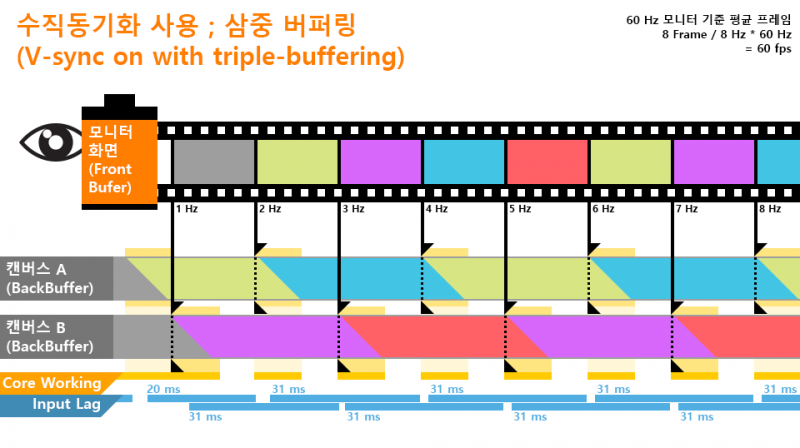 수직동기화 사용 ; 삼중 버퍼링
(V-sync on with triple-buffering)
60 Hz 모니터 기준 평균 프레임
8 Frame / 8 Hz * 60 Hz
= 60 fps
모니터
화면
(Front
Bufer)
1 Hz
2 Hz
3 Hz
4 Hz
5 Hz
6 Hz
7 Hz
8 Hz
캔버스 A
(BackBuffer)
캔버스 B
(BackBuffer)
Core Working
Input Lag
20 ms
31 ms
31 ms
31 ms
31 ms
31 ms
31 ms
31 ms
31 ms